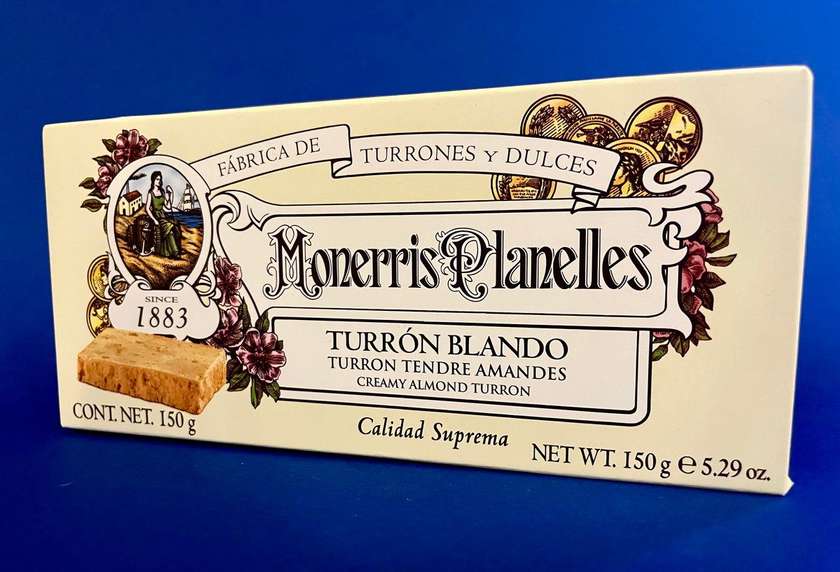 FÁBRICA DE TURRONES Y DULCES
Monerris Planelles
SINCE
1883
TURRÓN BLANDO
TURRON TENDRE AMANDES
CREAMY ALMOND TURRON
CONT. NET. 150 g
Calidad Suprema
NET WT. 150 g ℮ 5.29 oz.